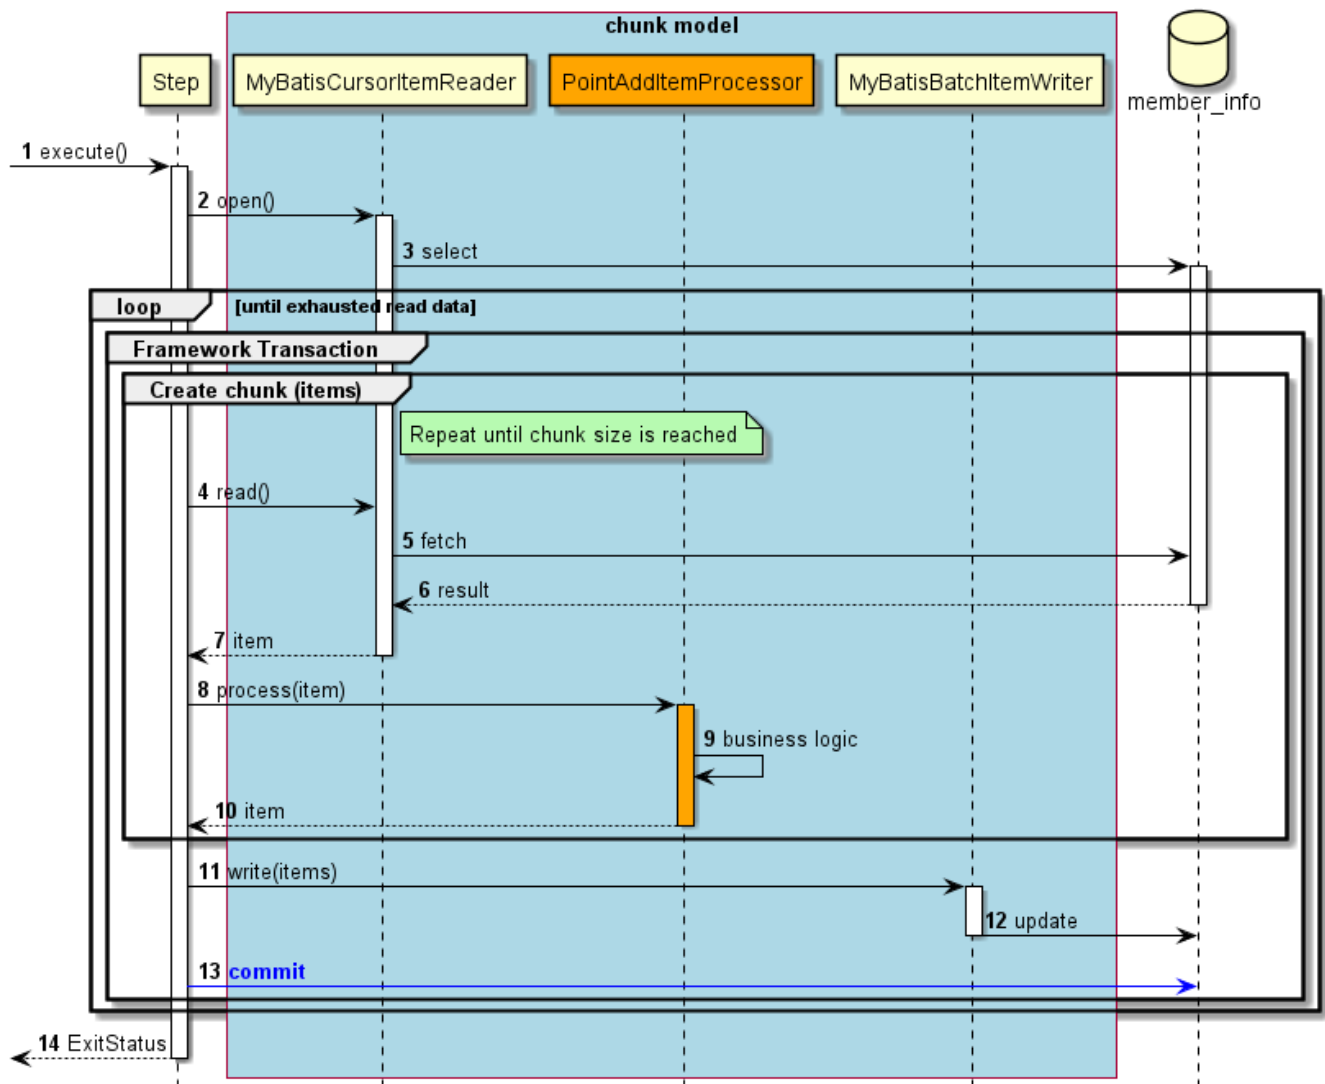 chunk model
Step
MyBatisCursorItemReader
PointAddItemProcessor
MyBatisBatchItemWriter
member_info
1 execute()
2 open()
3 select
loop
[until exhausted read data]
Framework Transaction
Create chunk (items)
Repeat until chunk size is reached
4 read()
5 fetch
6 result
7 item
8 process(item)
9 business logic
10 item
11 write(items)
12 update
13 commit
14 ExitStatus